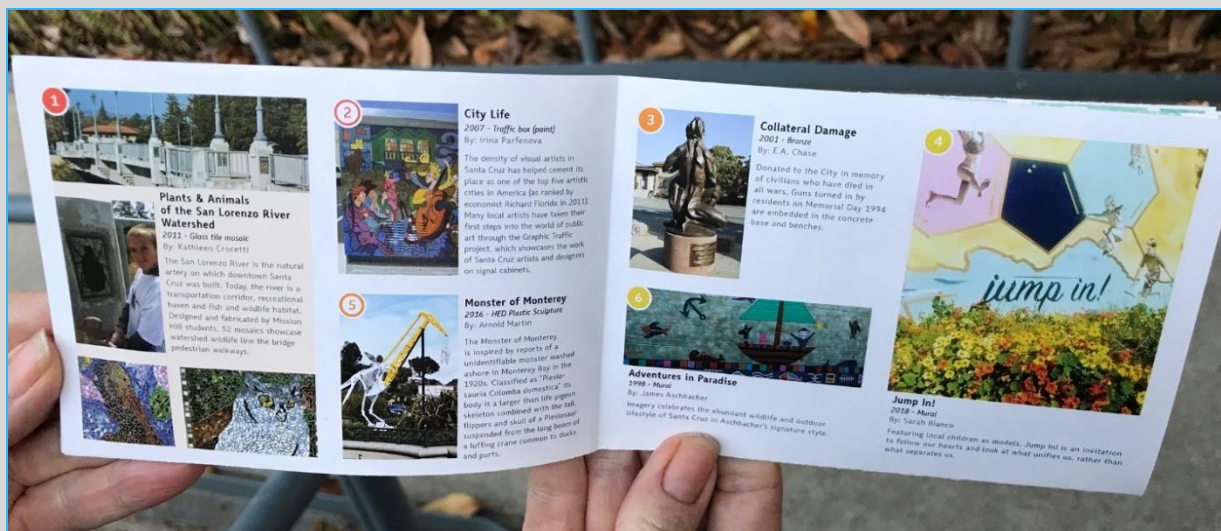 1
Plants & Animals
of the San Lorenzo River
Watershed
2011 - Glass tile mosaic
By: Kathleen Crocetti
The San Lorenzo River is the natural
artery on which downtown Santa
Cruz was built. Today, the river is a
transportation corridor, recreational
haven and fish and wildlife habitat.
Designed and fabricated by Mission
Hill students, 52 mosaics showcase
watershed wildlife line the bridge
pedestrian walkways.
2
City Life
2007 - Traffic box (paint)
By: Irina Parfenova
The density of visual artists in
Santa Cruz has helped cement its
place as one of the top five artistic
cities in America (as ranked by
economist Richard Florida in 2011)
Many local artists have taken their
first steps into the world of public
art through the Graphic Traffic
project, which showcases the work
of Santa Cruz artists and designers
on signal cabinets.
5
Monster of Monterey
2016 - HED Plastic Sculpture
By: Arnold Martin
The Monster of Monterey
is inspired by reports of a
unidentifiable monster washed
ashore in Monterey Bay in the
1920s. Classified as "Plesio-
sauria Colomba domestica" its
body is a larger than life pigeon
skeleton combined with the tail,
flippers and skull of a Plesiosaur
suspended from the long boom of
a luffing crane common to docks
and ports.
3
Collateral Damage
2001 - Bronze
By: E.A. Chase
Donated to the City in memory
of civilians who have died in
all wars. Guns turned in by
residents on Memorial Day 1994
are embedded in the concrete
base and benches.
6
Adventures in Paradise
1998 - Mural
By: James Aschbacher
Imagery celebrates the abundant wildlife and outdoor
lifestyle of Santa Cruz in Aschbacher's signature style.
4
jump in!
Jump In!
2018 - Mural
By: Sarah Bianco
Featuring local children as models, Jump In! is an invitation
to follow our hearts and look at what unifies us, rather than
what separates us.